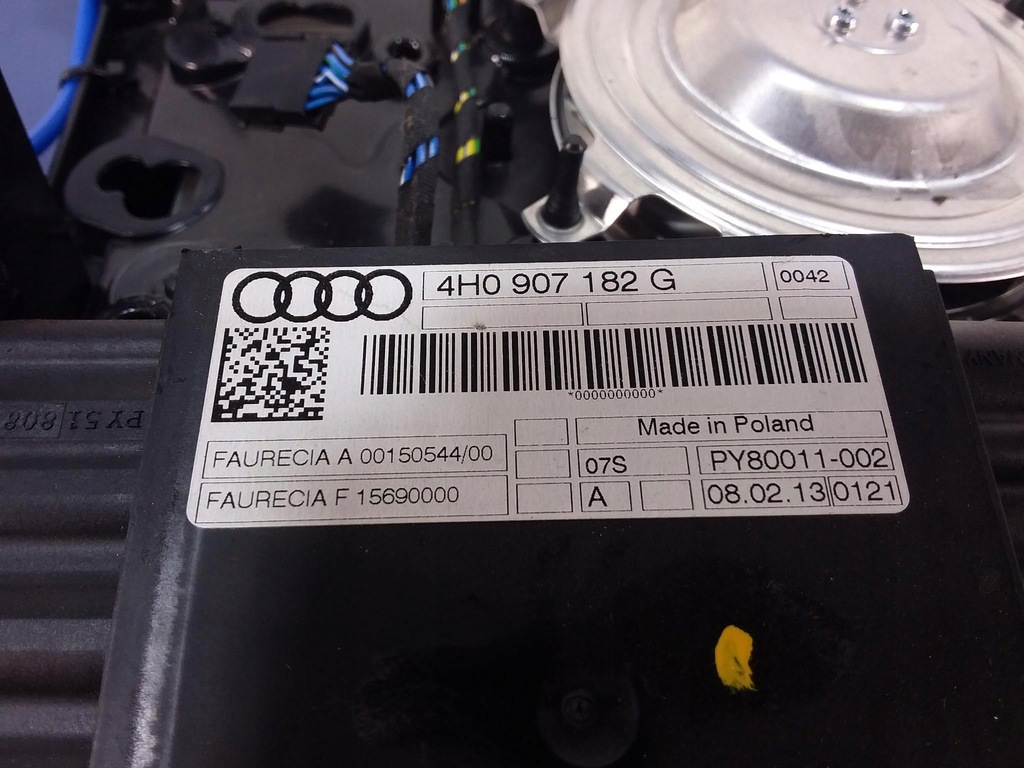 4H0 907 182 G
0042
*0000000000*
Made in Poland
FAURECIA A 00150544/00
07S
PY80011-002
FAURECIA F 15690000
A
08.02.13
0121
PY51808